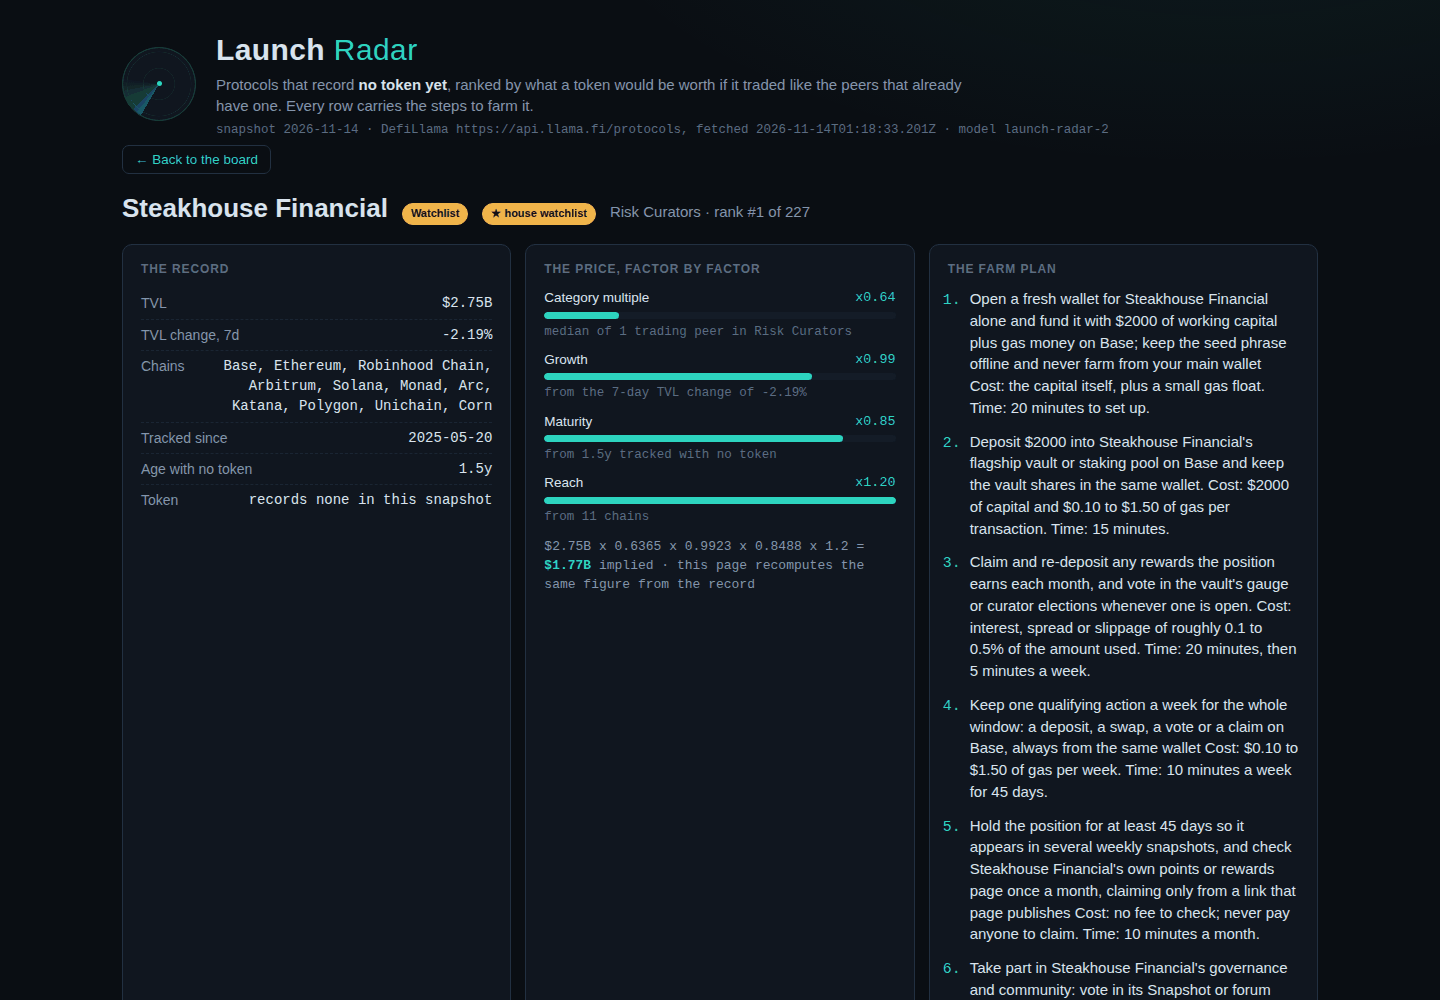 Launch Radar
Protocols that record no token yet, ranked by what a token would be worth if it traded like the peers that already
have one. Every row carries the steps to farm it.
snapshot 2026-11-14 · DefiLlama https://api.llama.fi/protocols, fetched 2026-11-14T01:18:33.201Z · model launch-radar-2
← Back to the board
Steakhouse Financial Watchlist ★ house watchlist Risk Curators · rank #1 of 227
THE RECORD
TVL $2.75B
TVL change, 7d -2.19%
Chains Base, Ethereum, Robinhood Chain,
Arbitrum, Solana, Monad, Arc,
Katana, Polygon, Unichain, Corn
Tracked since 2025-05-20
Age with no token 1.5y
Token records none in this snapshot
THE PRICE, FACTOR BY FACTOR
Category multiple x0.64
median of 1 trading peer in Risk Curators
Growth x0.99
from the 7-day TVL change of -2.19%
Maturity x0.85
from 1.5y tracked with no token
Reach x1.20
from 11 chains
$2.75B x 0.6365 x 0.9923 x 0.8488 x 1.2 =
$1.77B implied · this page recomputes the
same figure from the record
THE FARM PLAN
1. Open a fresh wallet for Steakhouse Financial
alone and fund it with $2000 of working capital
plus gas money on Base; keep the seed phrase
offline and never farm from your main wallet
Cost: the capital itself, plus a small gas float.
Time: 20 minutes to set up.
2. Deposit $2000 into Steakhouse Financial's
flagship vault or staking pool on Base and keep
the vault shares in the same wallet. Cost: $2000
of capital and $0.10 to $1.50 of gas per
transaction. Time: 15 minutes.
3. Claim and re-deposit any rewards the position
earns each month, and vote in the vault's gauge
or curator elections whenever one is open. Cost:
interest, spread or slippage of roughly 0.1 to
0.5% of the amount used. Time: 20 minutes, then
5 minutes a week.
4. Keep one qualifying action a week for the whole
window: a deposit, a swap, a vote or a claim on
Base, always from the same wallet Cost: $0.10 to
$1.50 of gas per week. Time: 10 minutes a week
for 45 days.
5. Hold the position for at least 45 days so it
appears in several weekly snapshots, and check
Steakhouse Financial's own points or rewards
page once a month, claiming only from a link that
page publishes Cost: no fee to check; never pay
anyone to claim. Time: 10 minutes a month.
6. Take part in Steakhouse Financial's governance
and community: vote in its Snapshot or forum